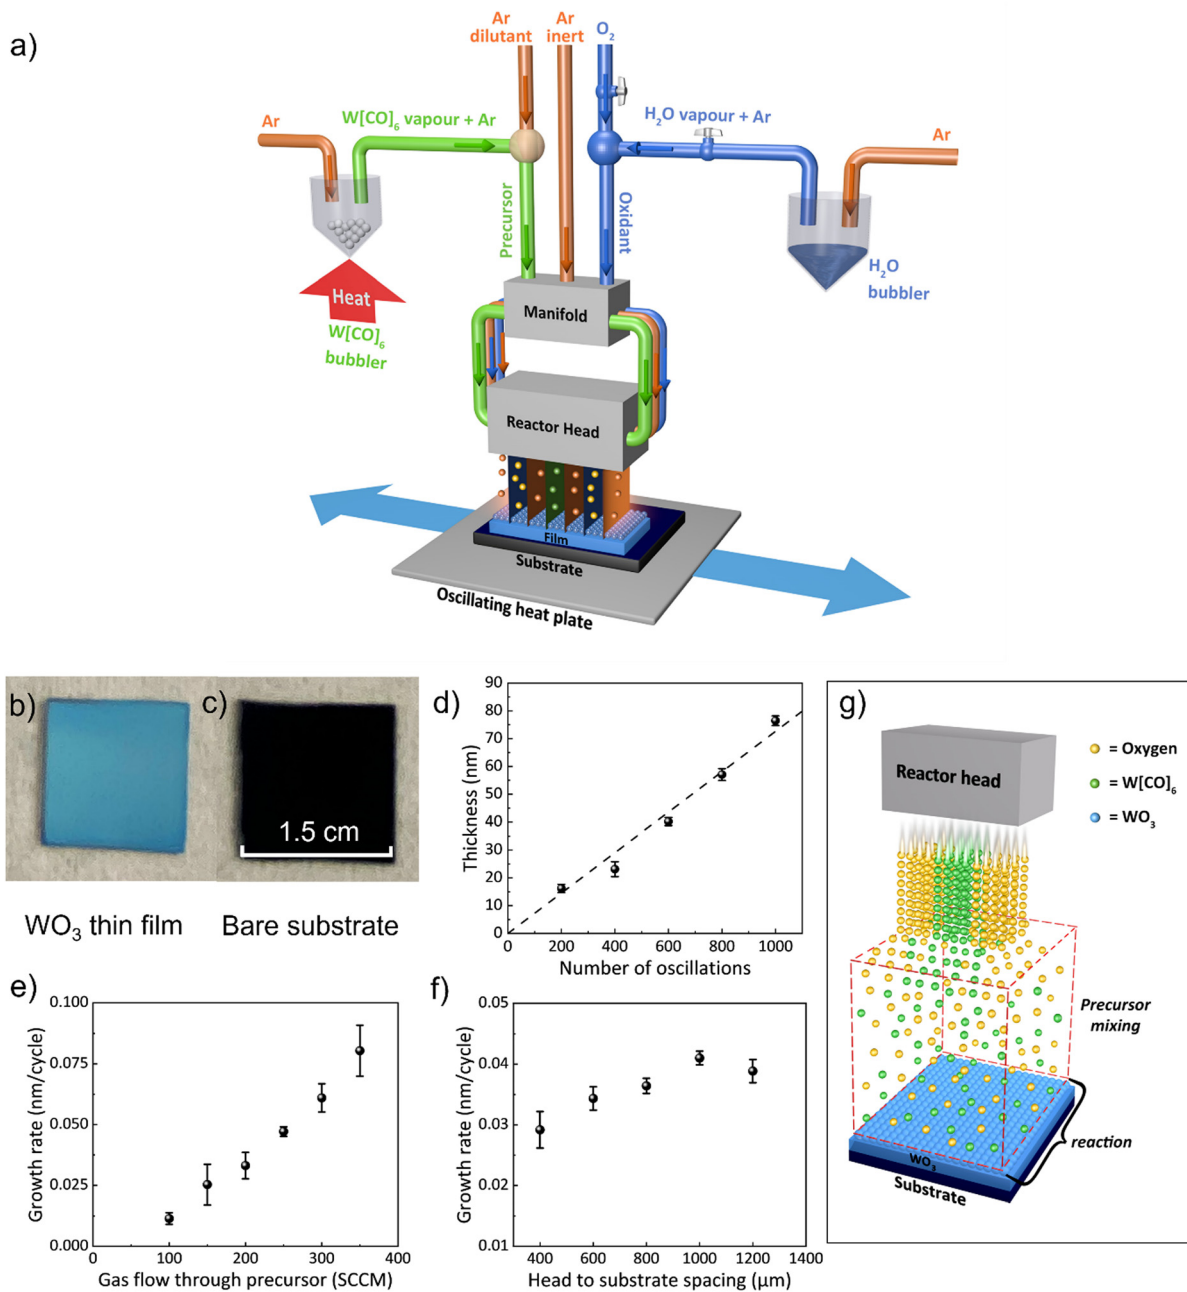 a)
Ar
dilutant
Ar
inert
O₂
Ar
W[CO]₆ vapour + Ar
H₂O vapour + Ar
Ar
Precursor
Oxidant
Heat
W[CO]₆
bubbler
H₂O
bubbler
Manifold
Reactor Head
Film
Substrate
Oscillating heat plate
b)
c)
1.5 cm
WO₃ thin film
Bare substrate
d)
Thickness (nm)
90
80
70
60
50
40
30
20
10
0
0
200
400
600
800
1000
Number of oscillations
e)
Growth rate (nm/cycle)
0.100
0.075
0.050
0.025
0.000
0
100
200
300
400
Gas flow through precursor (SCCM)
f)
Growth rate (nm/cycle)
0.05
0.04
0.03
0.02
0.01
400
600
800
1000
1200
1400
Head to substrate spacing (µm)
g)
Reactor head
= Oxygen
= W[CO]₆
= WO₃
Precursor
mixing
reaction
WO₃
Substrate